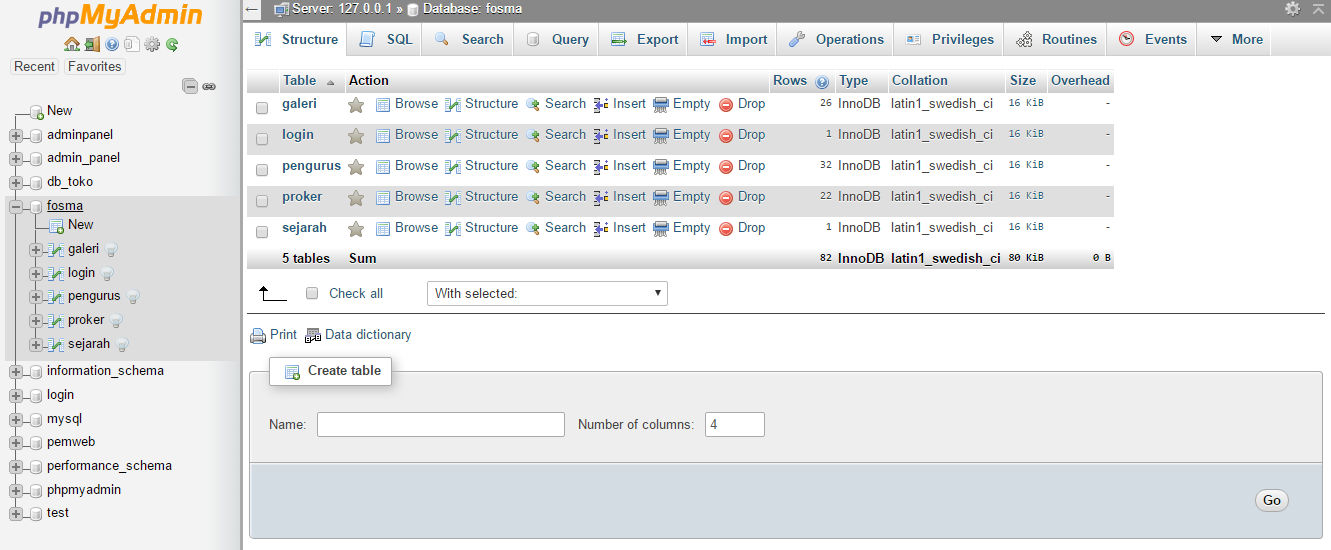 phpMyAdmin
Recent Favorites
New
adminpanel
admin_panel
db_toko
fosma
New
galeri
login
pengurus
proker
sejarah
information_schema
login
mysql
pemweb
performance_schema
phpmyadmin
test
Server: 127.0.0.1 » Database: fosma
Structure SQL Search Query Export Import Operations Privileges Routines Events More
Table Action Rows Type Collation Size Overhead
galeri Browse Structure Search Insert Empty Drop 26 InnoDB latin1_swedish_ci 16 KiB -
login Browse Structure Search Insert Empty Drop 1 InnoDB latin1_swedish_ci 16 KiB -
pengurus Browse Structure Search Insert Empty Drop 32 InnoDB latin1_swedish_ci 16 KiB -
proker Browse Structure Search Insert Empty Drop 22 InnoDB latin1_swedish_ci 16 KiB -
sejarah Browse Structure Search Insert Empty Drop 1 InnoDB latin1_swedish_ci 16 KiB -
5 tables Sum 82 InnoDB latin1_swedish_ci 80 KiB 0 B
Check all With selected:
Print Data dictionary
Create table
Name: Number of columns: 4
Go